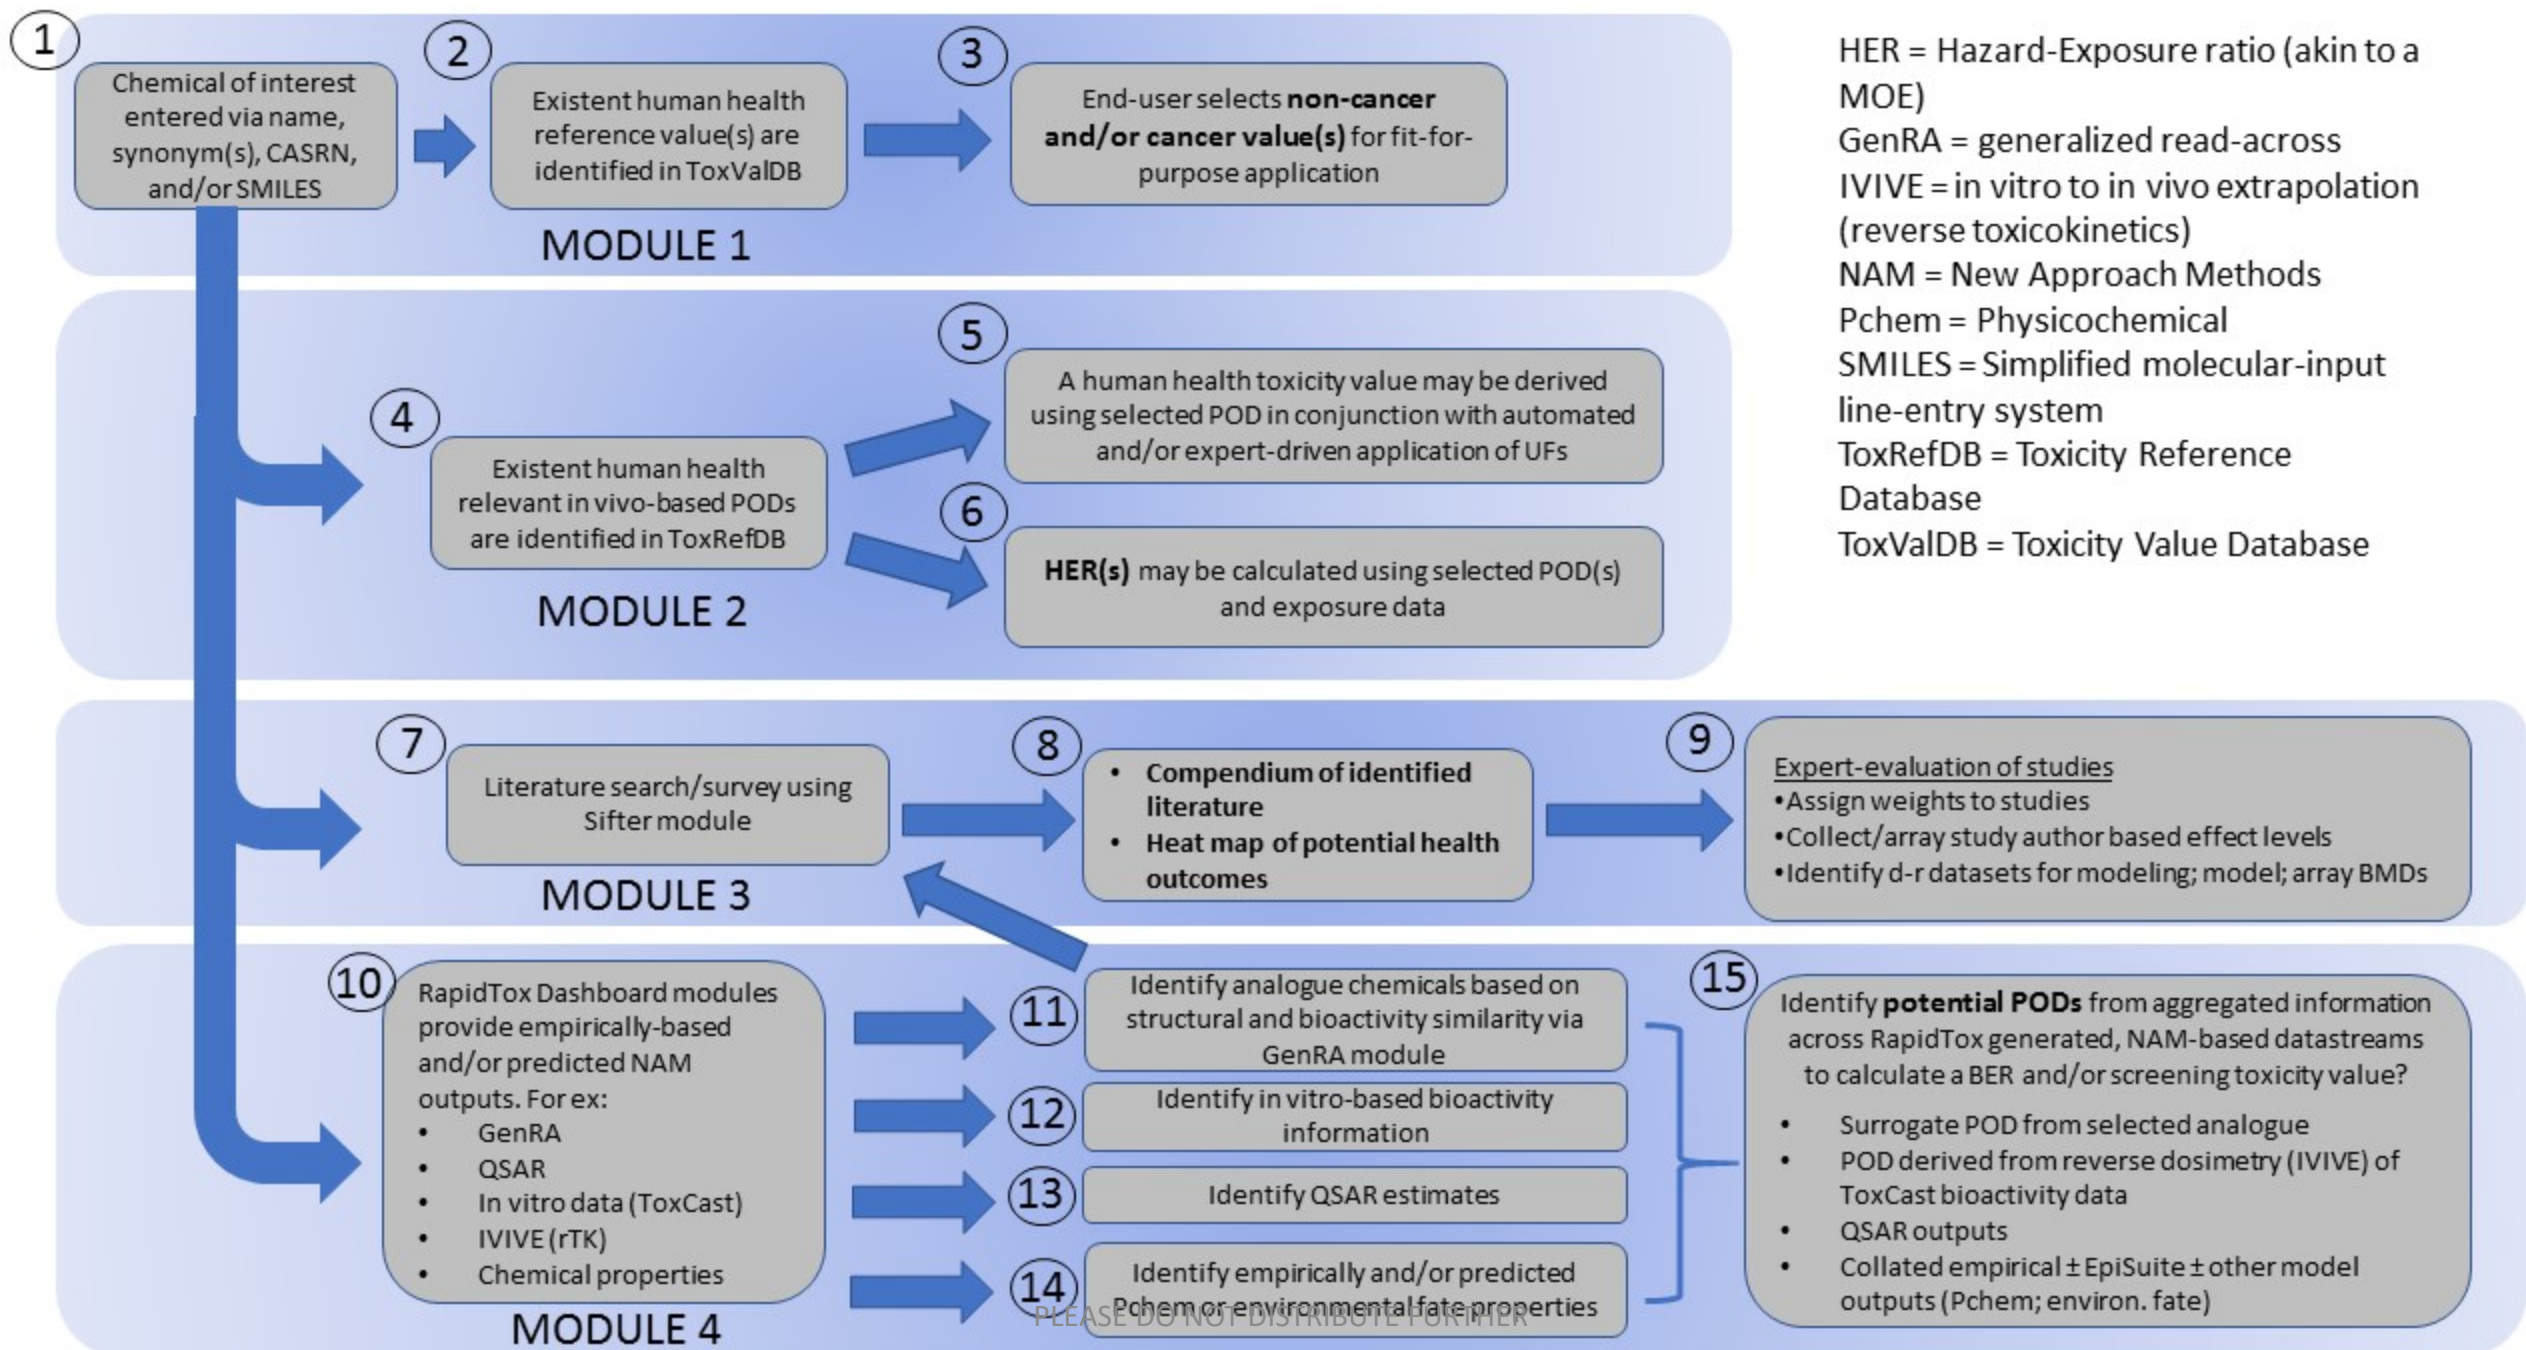 1
Chemical of interest
entered via name,
synonym(s), CASRN,
and/or SMILES
2
Existent human health
reference value(s) are
identified in ToxValDB
3
End-user selects non-cancer
and/or cancer value(s) for fit-for-
purpose application
MODULE 1
HER = Hazard-Exposure ratio (akin to a
MOE)
GenRA = generalized read-across
IVIVE = in vitro to in vivo extrapolation
(reverse toxicokinetics)
NAM = New Approach Methods
Pchem = Physicochemical
SMILES = Simplified molecular-input
line-entry system
ToxRefDB = Toxicity Reference
Database
ToxValDB = Toxicity Value Database
4
Existent human health
relevant in vivo-based PODs
are identified in ToxRefDB
5
A human health toxicity value may be derived
using selected POD in conjunction with automated
and/or expert-driven application of UFs
6
HER(s) may be calculated using selected POD(s)
and exposure data
MODULE 2
7
Literature search/survey using
Sifter module
8
• Compendium of identified
literature
• Heat map of potential health
outcomes
9
Expert-evaluation of studies
•Assign weights to studies
•Collect/array study author based effect levels
•Identify d-r datasets for modeling; model; array BMDs
MODULE 3
10
RapidTox Dashboard modules
provide empirically-based
and/or predicted NAM
outputs. For ex:
• GenRA
• QSAR
• In vitro data (ToxCast)
• IVIVE (rTK)
• Chemical properties
11
Identify analogue chemicals based on
structural and bioactivity similarity via
GenRA module
12
Identify in vitro-based bioactivity
information
13
Identify QSAR estimates
14
Identify empirically and/or predicted
Pchem or environmental fate properties
15
Identify potential PODs from aggregated information
across RapidTox generated, NAM-based datastreams
to calculate a BER and/or screening toxicity value?
• Surrogate POD from selected analogue
• POD derived from reverse dosimetry (IVIVE) of
ToxCast bioactivity data
• QSAR outputs
• Collated empirical ± EpiSuite ± other model
outputs (Pchem; environ. fate)
MODULE 4
PLEASE DO NOT DISTRIBUTE FURTHER